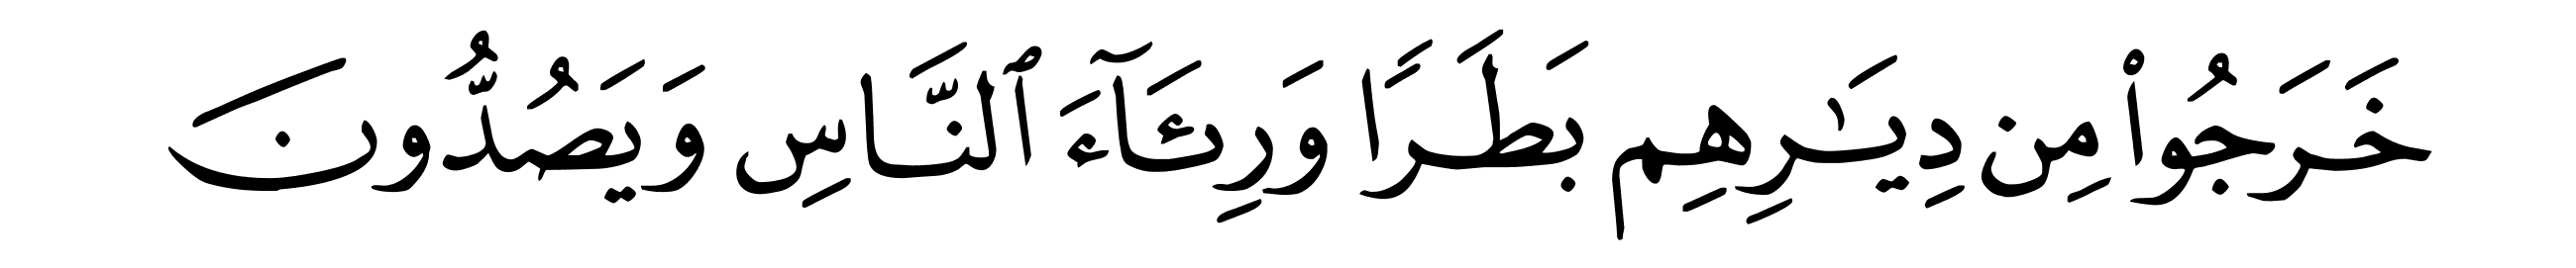 خَرَجُوا۟ مِن دِيَـٰرِهِم بَطَرًا وَرِئَآءَ ٱلنَّاسِ وَيَصُدُّونَ